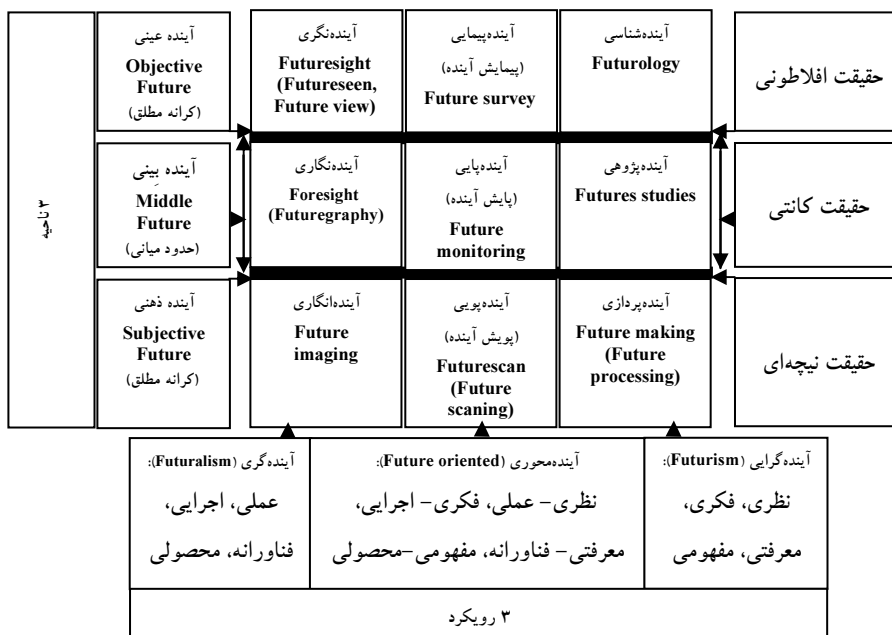 حقیقت افلاطونی
آینده‌شناسی
Futurology
آینده‌پیمایی
(پیمایش آینده)
Future survey
آینده‌نگری
Futuresight
(Futureseen,
Future view)
آینده عینی
Objective
Future
(کرانه مطلق)
۳ ناحیه
حقیقت کانتی
آینده‌پژوهی
Futures studies
آینده‌پایی
(پایش آینده)
Future
monitoring
آینده‌نگاری
Foresight
(Futuregraphy)
آینده بِینی
Middle
Future
(حدود میانی)
حقیقت نیچه‌ای
آینده‌پردازی
Future making
(Future
processing)
آینده‌پویی
(پویش آینده)
Futurescan
(Future
scaning)
آینده‌انگاری
Future
imaging
آینده ذهنی
Subjective
Future
(کرانه مطلق)
آینده‌گرایی (Futurism):
نظری، فکری،
معرفتی، مفهومی
آینده‌محوری (Future oriented):
نظری– عملی، فکری– اجرایی،
معرفتی– فناورانه، مفهومی–محصولی
آینده‌گری (Futuralism):
عملی، اجرایی،
فناورانه، محصولی
۳ رویکرد